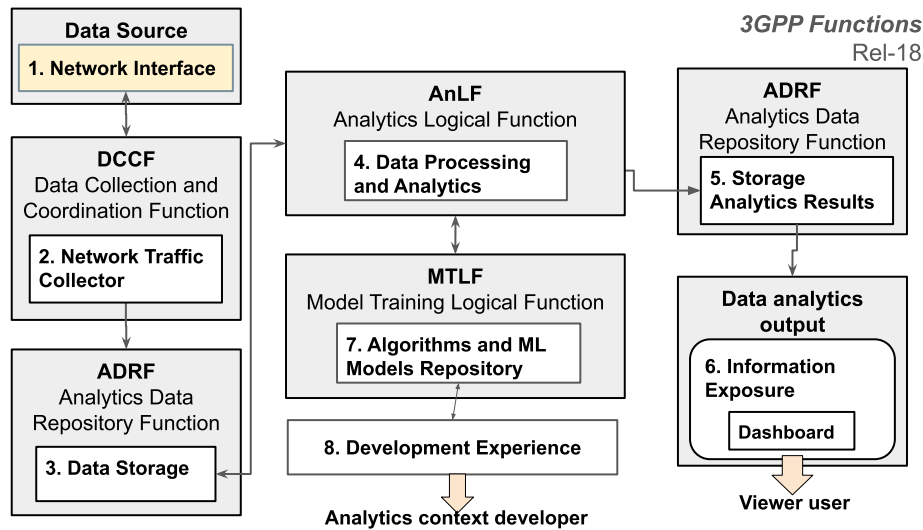 3GPP Functions
Rel-18
Data Source
1. Network Interface
DCCF
Data Collection and
Coordination Function
2. Network Traffic
Collector
ADRF
Analytics Data
Repository Function
3. Data Storage
AnLF
Analytics Logical Function
4. Data Processing
and Analytics
MTLF
Model Training Logical Function
7. Algorithms and ML
Models Repository
8. Development Experience
Analytics context developer
ADRF
Analytics Data
Repository Function
5. Storage
Analytics Results
Data analytics
output
6. Information
Exposure
Dashboard
Viewer user